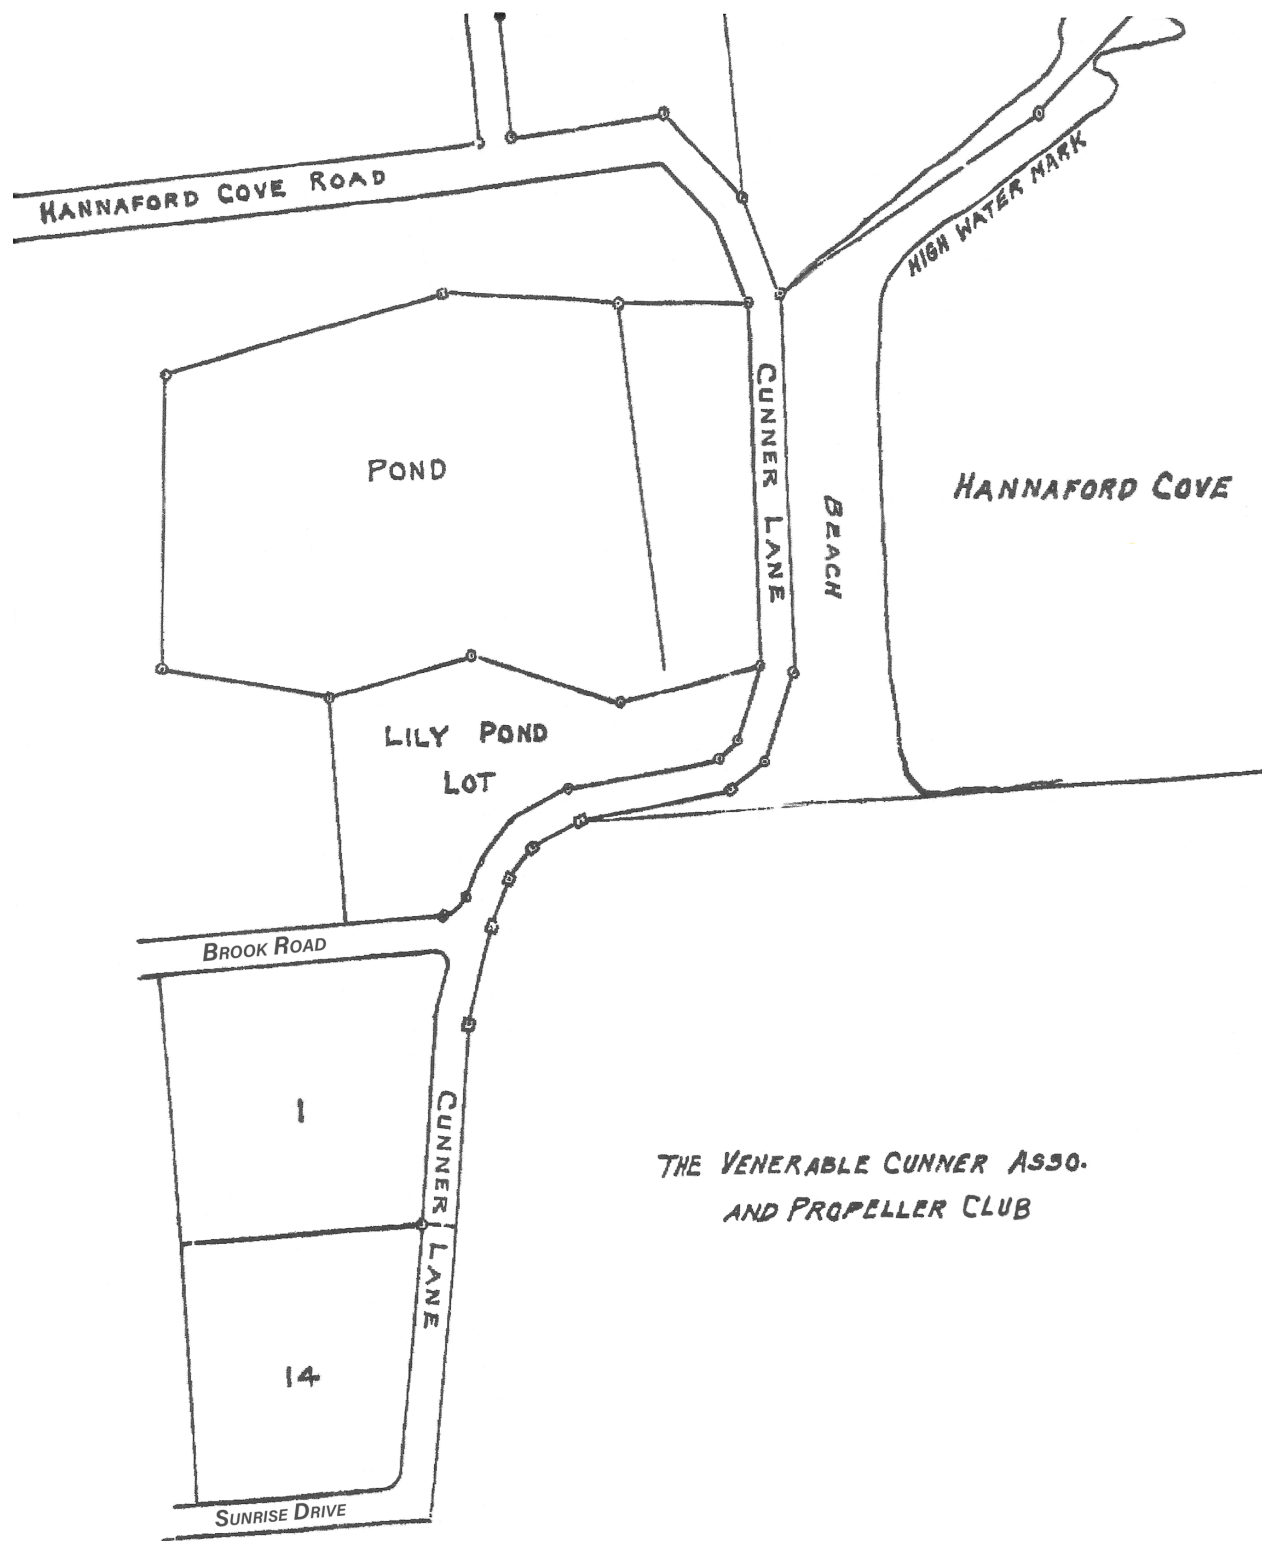 HANNAFORD COVE ROAD
HIGH WATER MARK
CUNNER LANE
POND
HANNAFORD COVE
BEACH
LILY POND
LOT
BROOK ROAD
1
CUNNER LANE
THE VENERABLE CUNNER ASSO.
AND PROPELLER CLUB
14
SUNRISE DRIVE